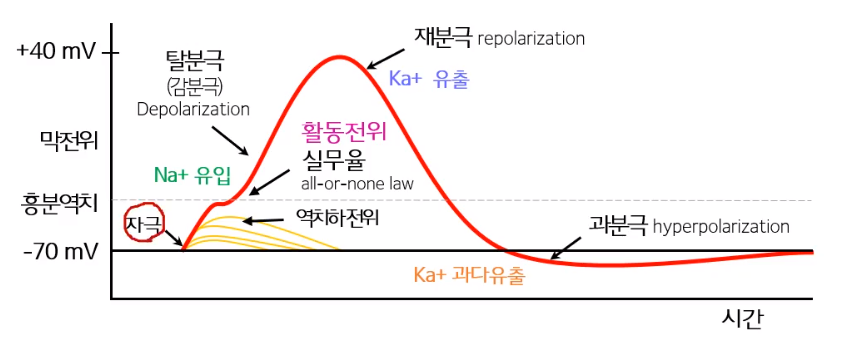 +40 mV
재분극 repolarization
탈분극
(감분극)
Depolarization
Ka+ 유출
막전위
활동전위
실무율
all-or-none law
Na+ 유입
흥분역치
자극
역치하전위
과분극 hyperpolarization
-70 mV
Ka+ 과다유출
시간